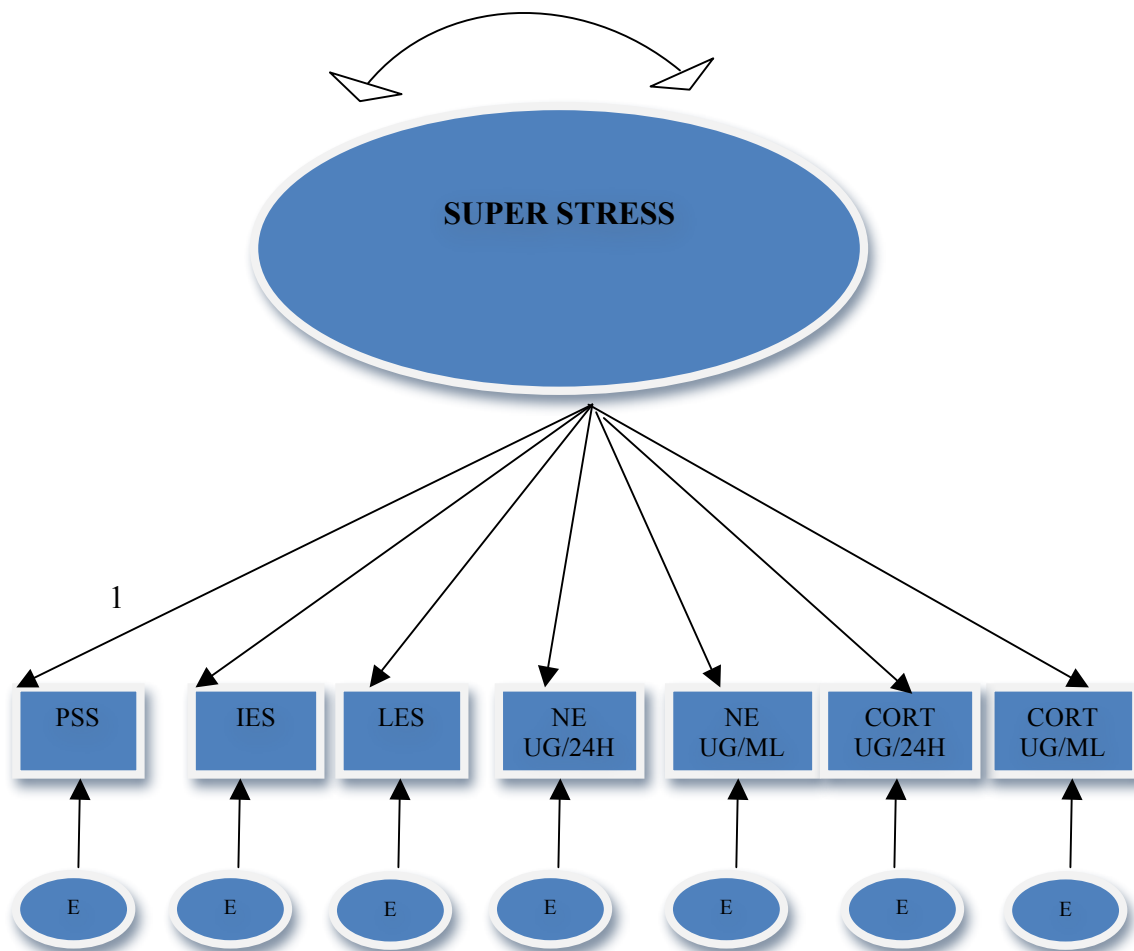 SUPER STRESS
1
PSS
IES
LES
NE
UG/24H
NE
UG/ML
CORT
UG/24H
CORT
UG/ML
E
E
E
E
E
E
E